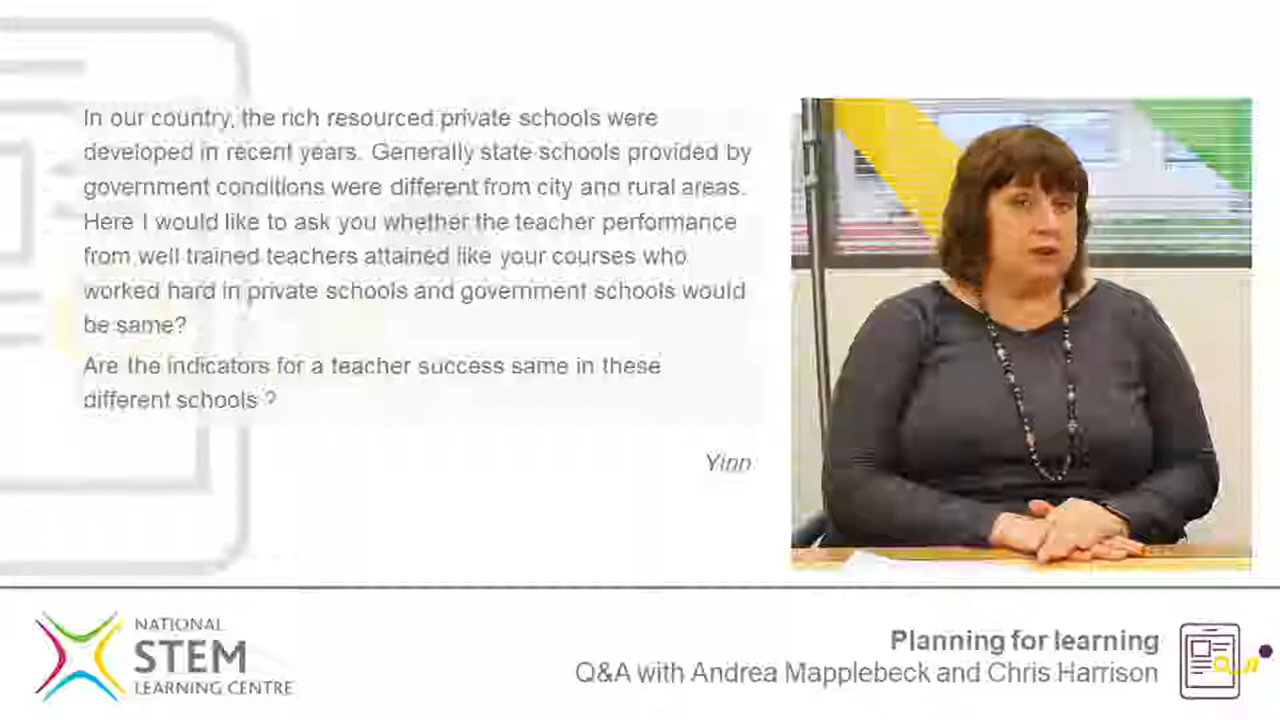 In our country, the rich resourced private schools were
developed in recent years. Generally state schools provided by
government conditions were different from city and rural areas.
Here I would like to ask you whether the teacher performance
from well trained teachers attained like your courses who
worked hard in private schools and government schools would
be same?
Are the indicators for a teacher success same in these
different schools ?
Yinn
NATIONAL
STEM
LEARNING CENTRE
Planning for learning
Q&A with Andrea Mapplebeck and Chris Harrison